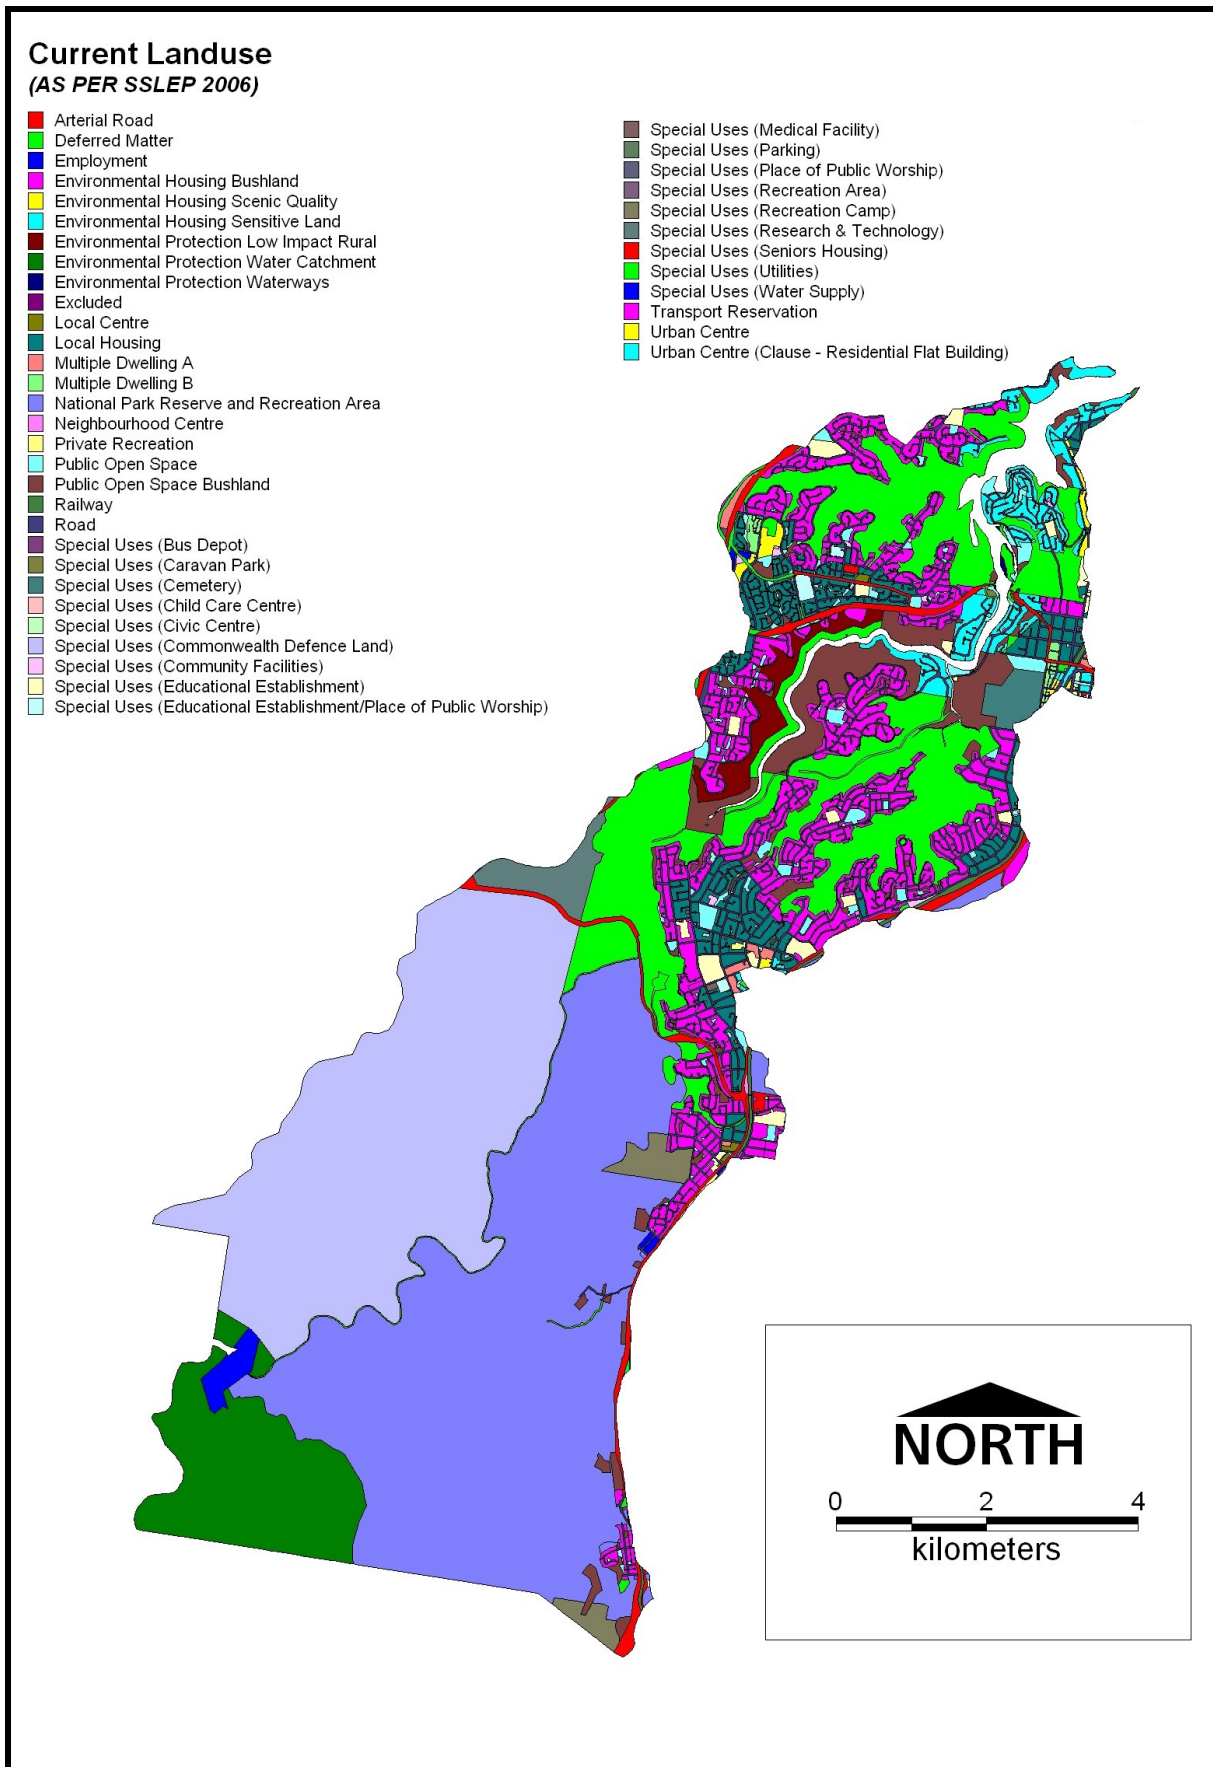 Current Landuse
(AS PER SSLEP 2006)
Arterial Road
Deferred Matter
Employment
Environmental Housing Bushland
Environmental Housing Scenic Quality
Environmental Housing Sensitive Land
Environmental Protection Low Impact Rural
Environmental Protection Water Catchment
Environmental Protection Waterways
Excluded
Local Centre
Local Housing
Multiple Dwelling A
Multiple Dwelling B
National Park Reserve and Recreation Area
Neighbourhood Centre
Private Recreation
Public Open Space
Public Open Space Bushland
Railway
Road
Special Uses (Bus Depot)
Special Uses (Caravan Park)
Special Uses (Cemetery)
Special Uses (Child Care Centre)
Special Uses (Civic Centre)
Special Uses (Commonwealth Defence Land)
Special Uses (Community Facilities)
Special Uses (Educational Establishment)
Special Uses (Educational Establishment/Place of Public Worship)
Special Uses (Medical Facility)
Special Uses (Parking)
Special Uses (Place of Public Worship)
Special Uses (Recreation Area)
Special Uses (Recreation Camp)
Special Uses (Research & Technology)
Special Uses (Seniors Housing)
Special Uses (Utilities)
Special Uses (Water Supply)
Transport Reservation
Urban Centre
Urban Centre (Clause - Residential Flat Building)
NORTH
0 2 4
kilometers